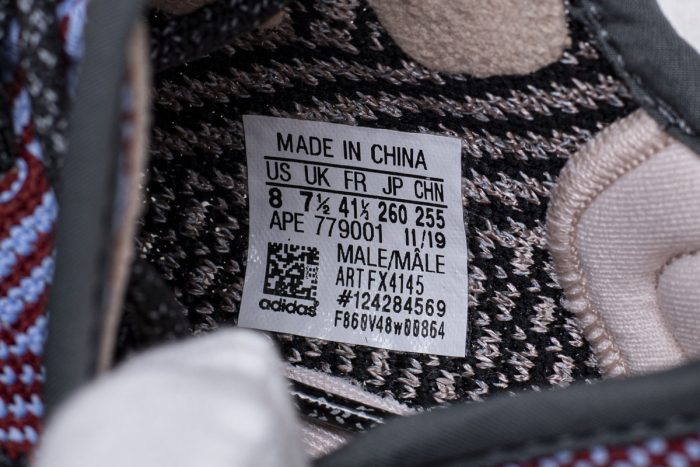 MADE IN CHINA
US UK FR JP CHN
8 7½ 41⅓ 260 255
APE 779001 11/19
MALE/MÂLE
ART FX4145
#124284569
adidas
F860V48w00864